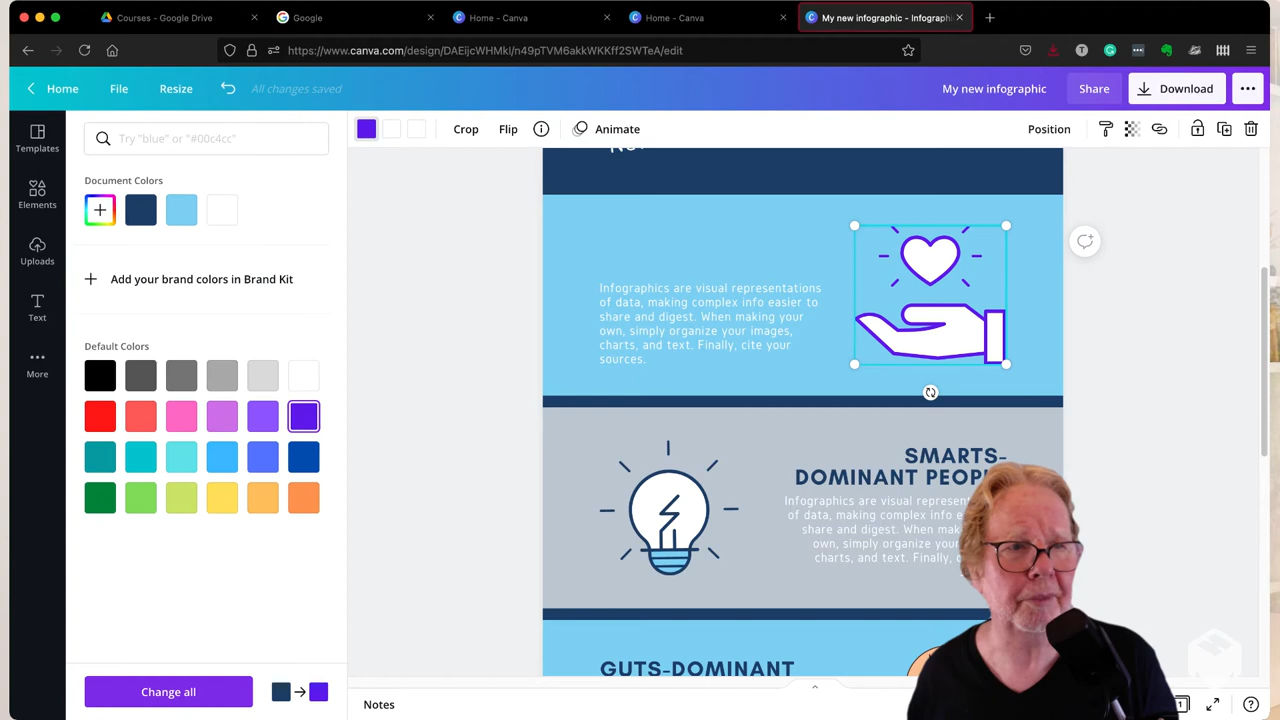 Courses - Google Drive
Google
Home - Canva
Home - Canva
My new infographic - Infographi
https://www.canva.com/design/DAEijcWHMkI/n49pTVM6akkWKKff2SWTeA/edit
Home
File
Resize
All changes saved
My new infographic
Share
Download
Templates
Elements
Uploads
Text
More
Try "blue" or "#00c4cc"
Crop
Flip
Animate
Position
Document Colors
Add your brand colors in Brand Kit
Default Colors
Change all
Infographics are visual representations
of data, making complex info easier to
share and digest. When making your
own, simply organize your images,
charts, and text. Finally, cite your
sources.
SMARTS-
DOMINANT PEOP
Infographics are visual represen
of data, making complex info e
share and digest. When mak
own, simply organize you
charts, and text. Finally,
GUTS-DOMINANT
Notes
1